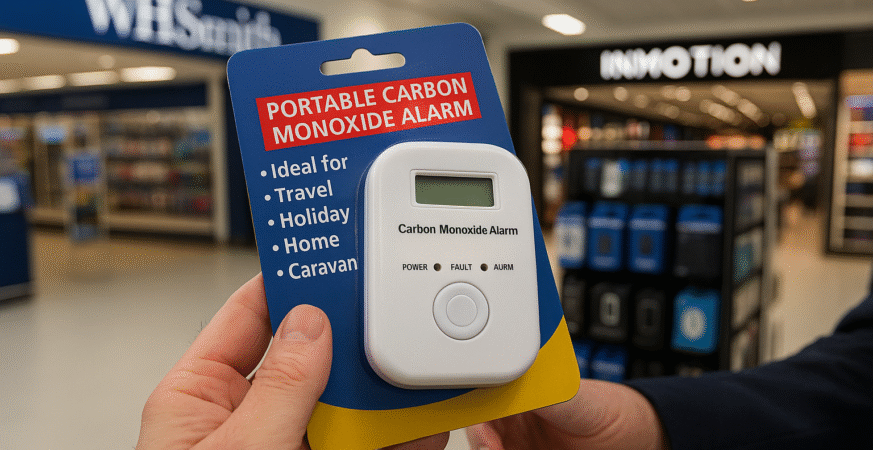 WHSmith
INMOTION
PORTABLE CARBON
MONOXIDE ALARM
• Ideal for
• Travel
• Holiday
• Home
• Caravan
Carbon Monoxide Alarm
POWER FAULT AURM